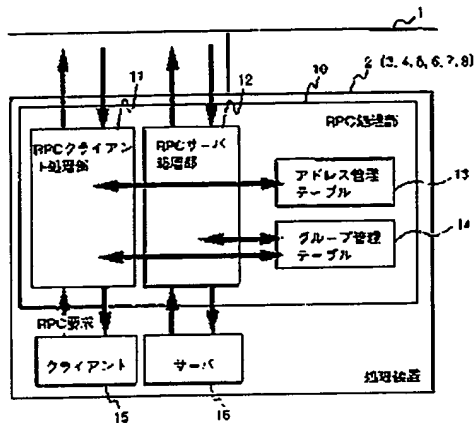 1
2 (3, 4, 5, 6, 7, 8)
10
11
12
RPC処理部
RPCクライアン
ト処理部
RPCサーバ
処理部
アドレス管理
テーブル
13
グループ管理
テーブル
14
RPC要求
クライアント
サーバ
処理装置
15
16